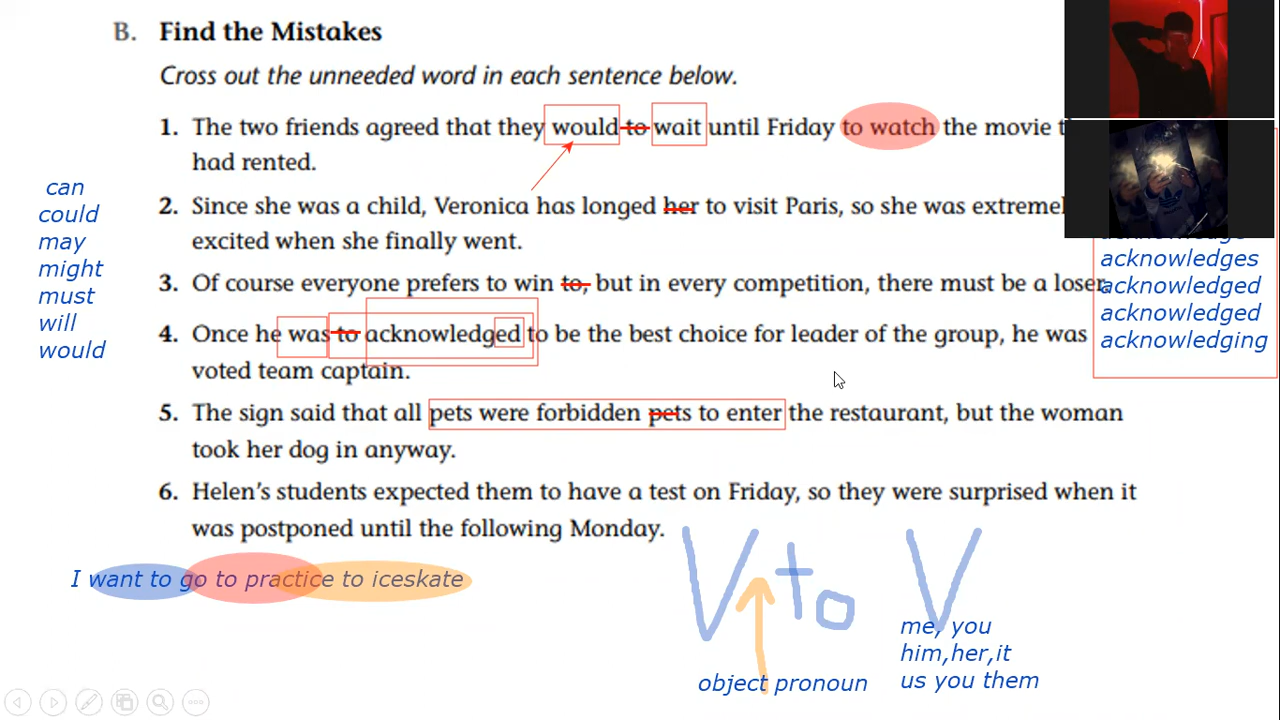 B. Find the Mistakes
Cross out the unneeded word in each sentence below.
1. The two friends agreed that they would to wait until Friday to watch the movie
had rented.
2. Since she was a child, Veronica has longed her to visit Paris, so she was
excited when she finally went.
3. Of course everyone prefers to win to, but in every competition, there must be a loser.
4. Once he was to acknowledged to be the best choice for leader of the group, he was
voted team captain.
5. The sign said that all pets were forbidden pets to enter the restaurant, but the woman
took her dog in anyway.
6. Helen's students expected them to have a test on Friday, so they were surprised when it
was postponed until the following Monday.
can
could
may
might
must
will
would
acknowledges
acknowledged
acknowledged
acknowledging
I want to go to practice to iceskate
V to V
object pronoun
me, you
him,her,it
us you them